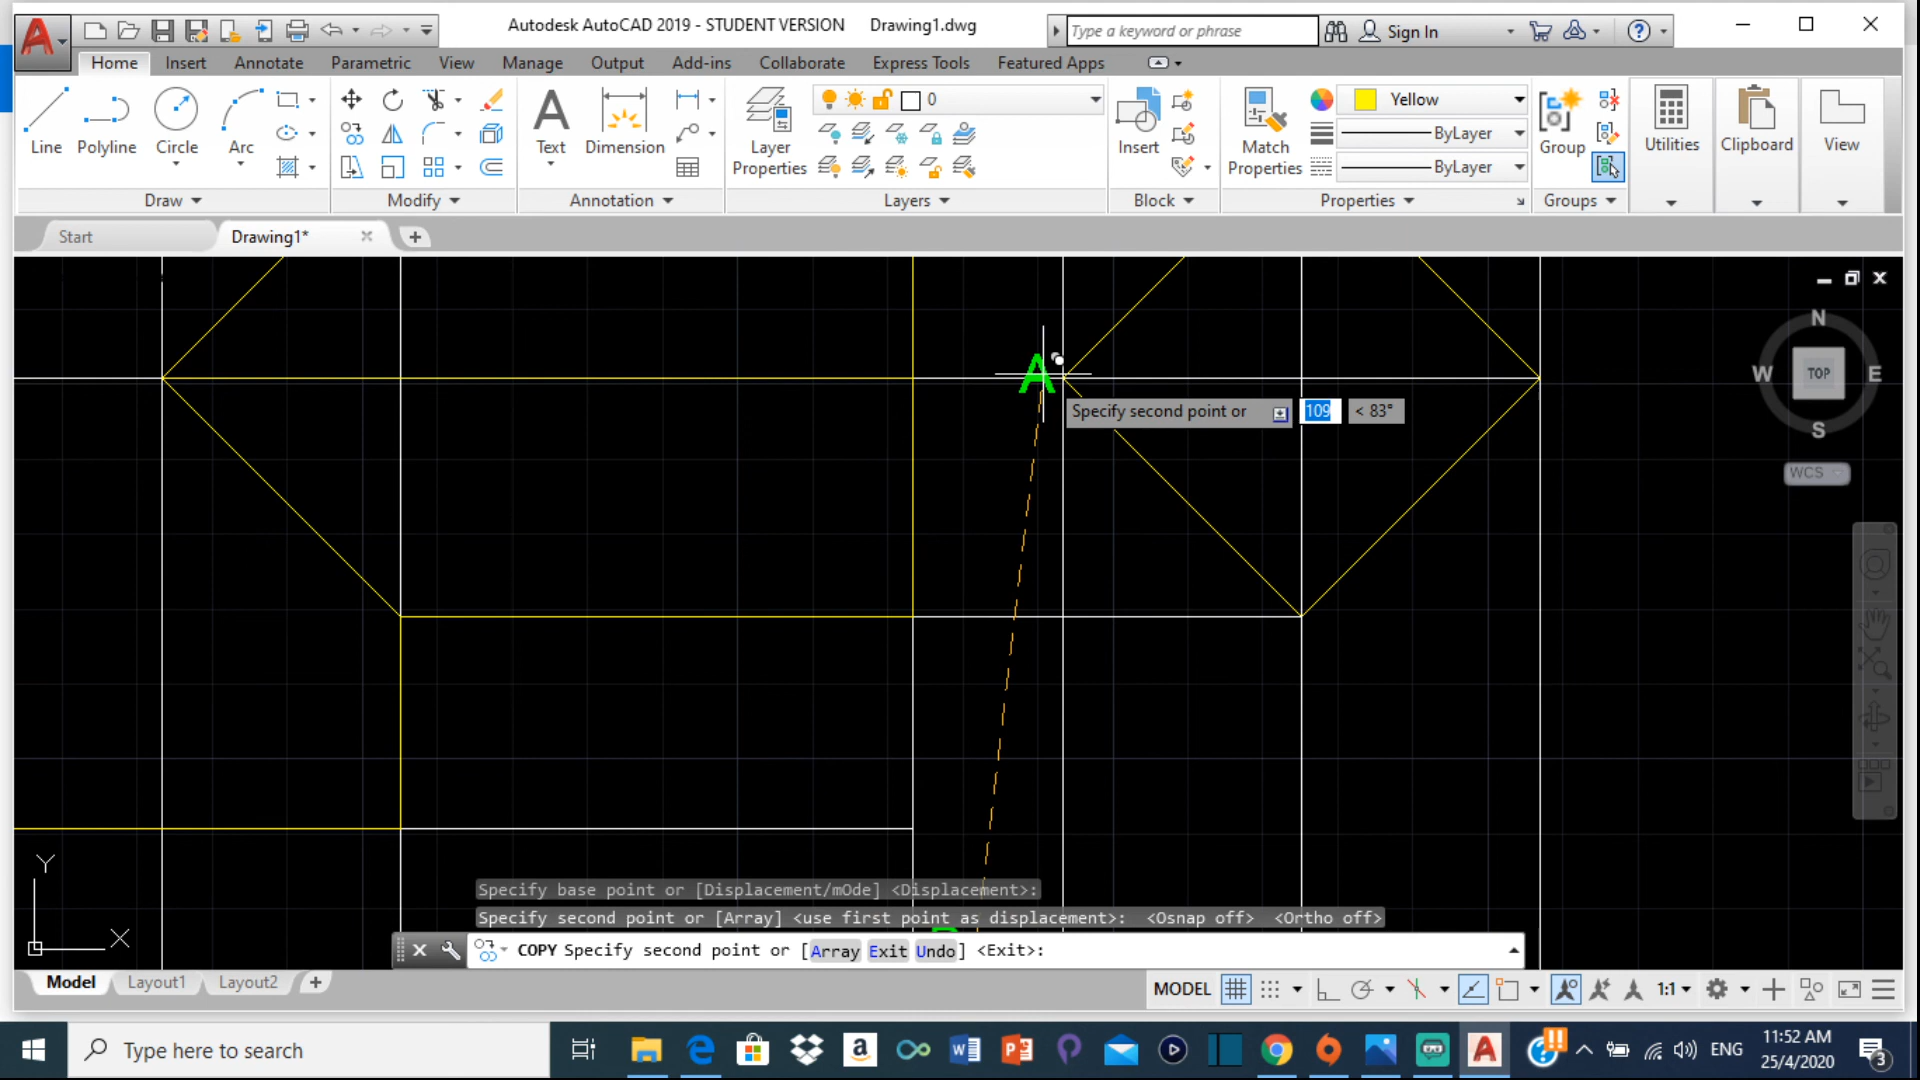 Autodesk AutoCAD 2019 - STUDENT VERSION Drawing1.dwg
Type a keyword or phrase
Sign In
Home Insert Annotate Parametric View Manage Output Add-ins Collaborate Express Tools Featured Apps
0
Yellow
ByLayer
ByLayer
Line Polyline Circle Arc
Text Dimension
Layer Properties
Insert
Match Properties
Group
Utilities Clipboard View
Draw Modify Annotation Layers Block Properties Groups
Start Drawing1*
N
W TOP E
S
WCS
A
Specify second point or 109 < 83°
Y
X
Specify base point or [Displacement/mOde] <Displacement>:
Specify second point or [Array] <use first point as displacement>: <Osnap off> <Ortho off>
COPY Specify second point or [Array Exit Undo] <Exit>:
Model Layout1 Layout2
MODEL 1:1
Type here to search
ENG
11:52 AM
25/4/2020
3